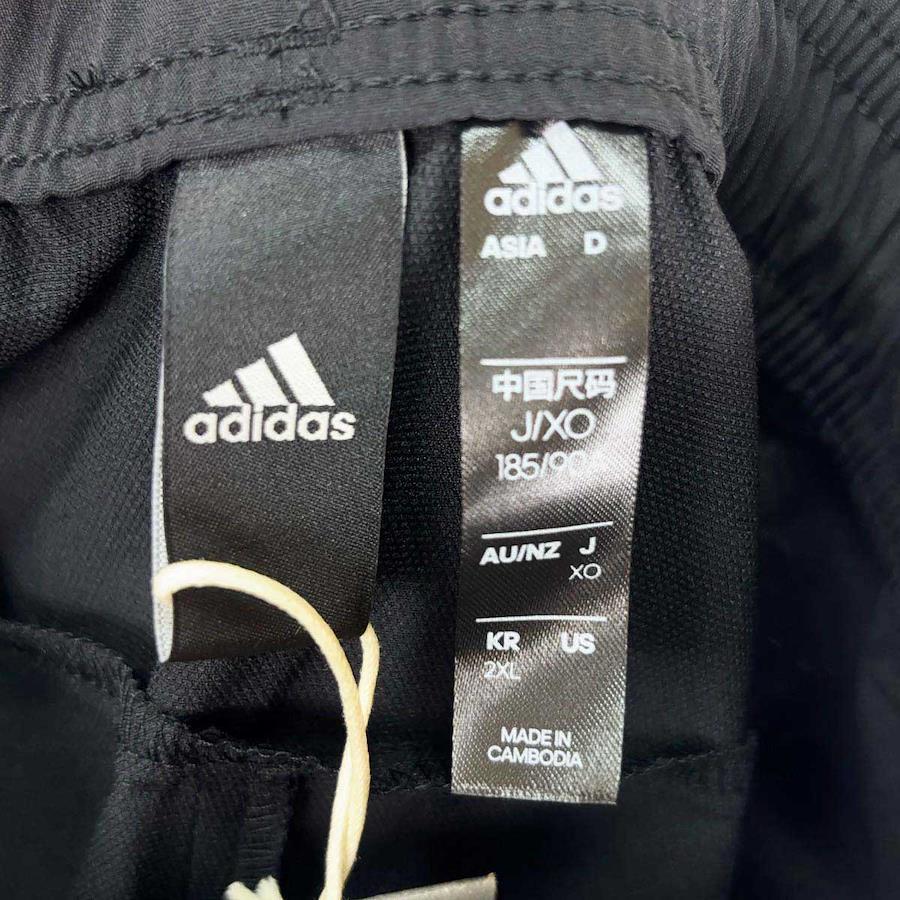 adidas
adidas
ASIA D
中国尺码
J/XO
185/90
AU/NZ J
XO
KR US
2XL
MADE IN
CAMBODIA